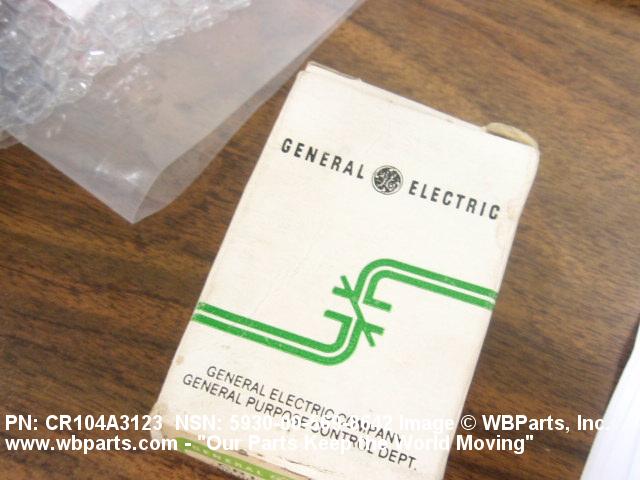 GENERAL ELECTRIC
GENERAL ELECTRIC COMPANY
GENERAL PURPOSE CONTROL DEPT.
PN: CR104A3123 NSN: Image © WBParts, Inc.
www.wbparts.com - "Our Parts Keep the World Moving"
GENERAL